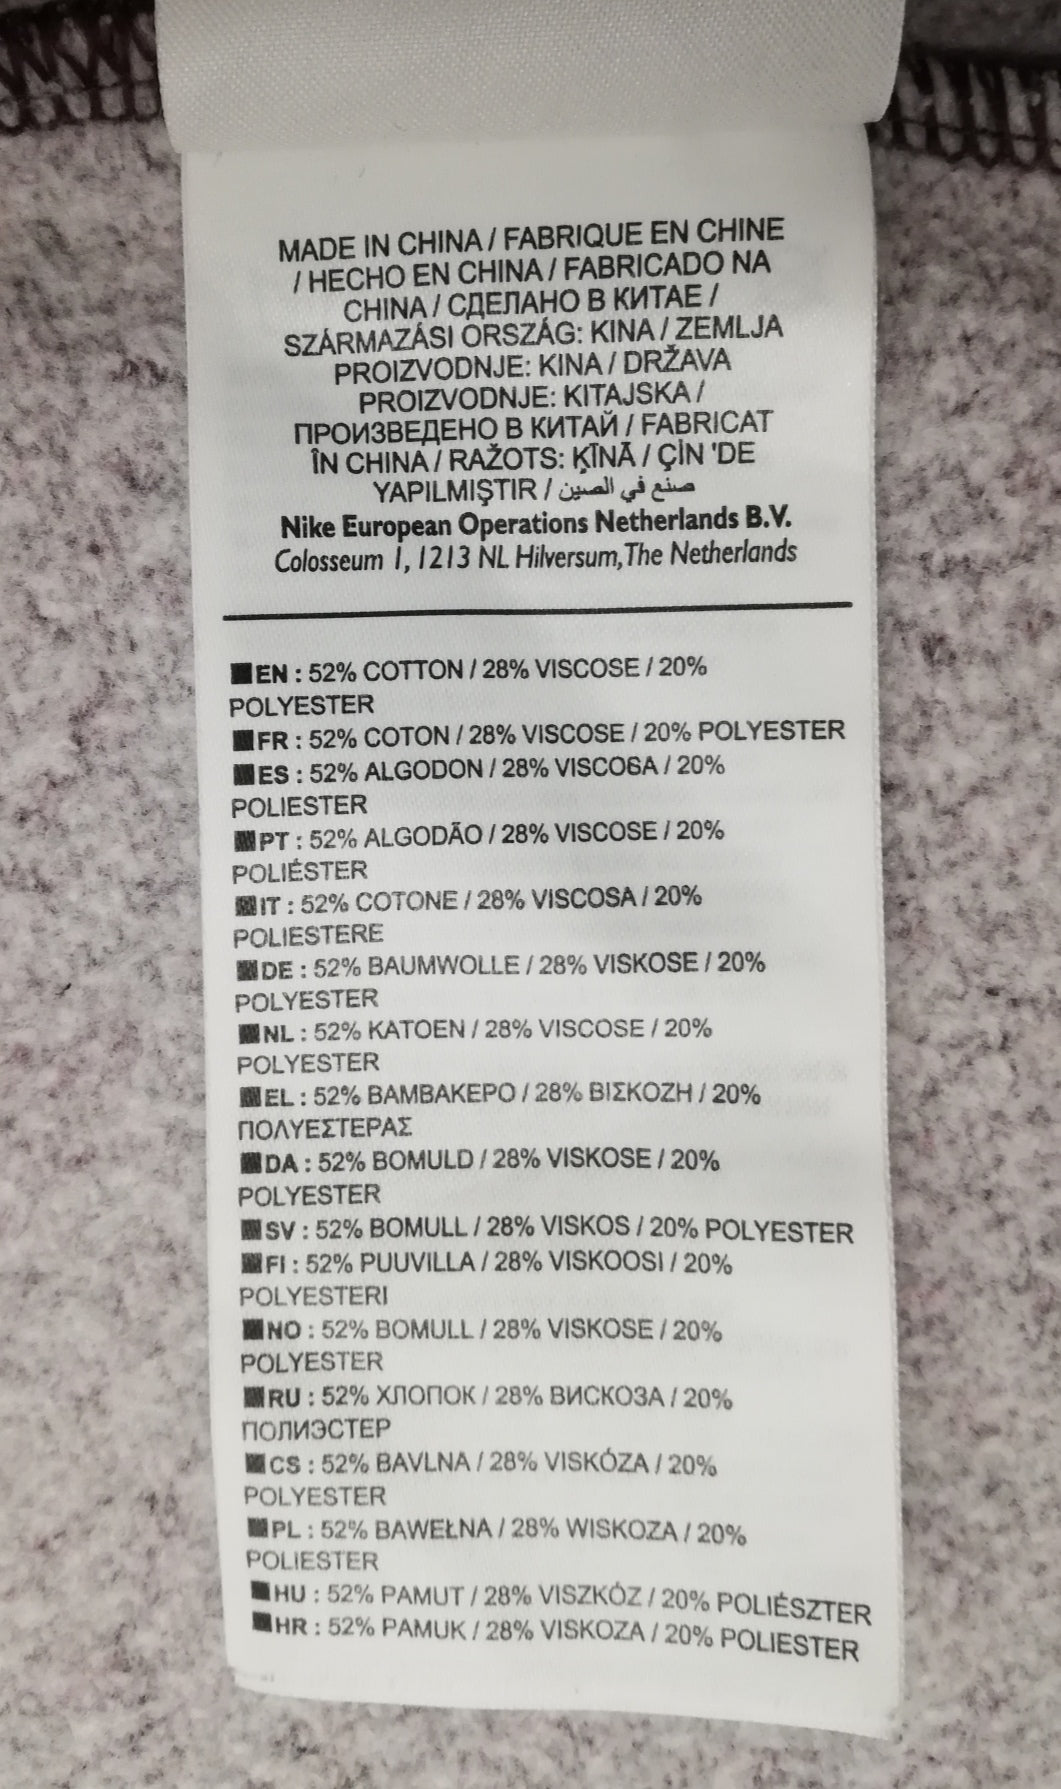 MADE IN CHINA / FABRIQUE EN CHINE
/ HECHO EN CHINA / FABRICADO NA
CHINA / СДЕЛАНО В КИТАЕ /
SZÁRMAZÁSI ORSZÁG: KINA / ZEMLJA
PROIZVODNJE: KINA / DRŽAVA
PROIZVODNJE: KITAJSKA /
ПРОИЗВЕДЕНО В КИТАЙ / FABRICAT
ÎN CHINA / RAŽOTS: ĶĪNĀ / ÇİN 'DE
YAPILMIŞTIR / صنع في الصين
Nike European Operations Netherlands B.V.
Colosseum 1, 1213 NL Hilversum, The Netherlands
EN : 52% COTTON / 28% VISCOSE / 20%
POLYESTER
FR : 52% COTON / 28% VISCOSE / 20% POLYESTER
ES : 52% ALGODON / 28% VISCO6A / 20%
POLIESTER
PT : 52% ALGODÃO / 28% VISCOSE / 20%
POLIÉSTER
IT : 52% COTONE / 28% VISCOSA / 20%
POLIESTERE
DE : 52% BAUMWOLLE / 28% VISKOSE / 20%
POLYESTER
NL : 52% KATOEN / 28% VISCOSE / 20%
POLYESTER
EL : 52% ΒΑΜΒΑΚΕΡΟ / 28% ΒΙΣΚΟΖΗ / 20%
ΠΟΛΥΕΣΤΕΡΑΣ
DA : 52% BOMULD / 28% VISKOSE / 20%
POLYESTER
SV : 52% BOMULL / 28% VISKOS / 20% POLYESTER
FI : 52% PUUVILLA / 28% VISKOOSI / 20%
POLYESTERI
NO : 52% BOMULL / 28% VISKOSE / 20%
POLYESTER
RU : 52% ХЛОПОК / 28% ВИСКОЗА / 20%
ПОЛИЭСТЕР
CS : 52% BAVLNA / 28% VISKÓZA / 20%
POLYESTER
PL : 52% BAWEŁNA / 28% WISKOZA / 20%
POLIESTER
HU : 52% PAMUT / 28% VISZKÓZ / 20% POLIÉSZTER
HR : 52% PAMUK / 28% VISKOZA / 20% POLIESTER